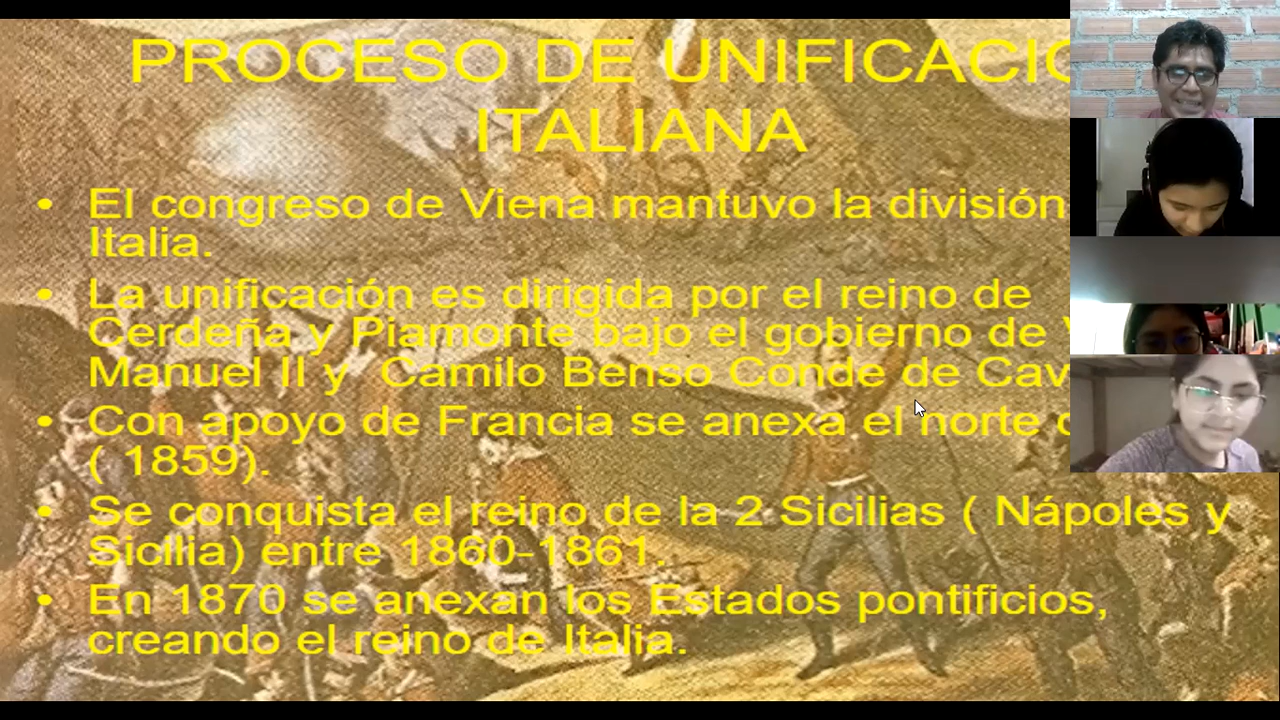 PROCESO DE UNIFICACIO
ITALIANA
• El congreso de Viena mantuvo la división
Italia.
• La unificación es dirigida por el reino de
Cerdeña y Piamonte bajo el gobierno de
Manuel II y Camilo Benso Conde de Cav
• Con apoyo de Francia se anexa el norte
( 1859).
• Se conquista el reino de la 2 Sicilias ( Nápoles y
Sicilia) entre 1860-1861.
• En 1870 se anexan los Estados pontificios,
creando el reino de Italia.